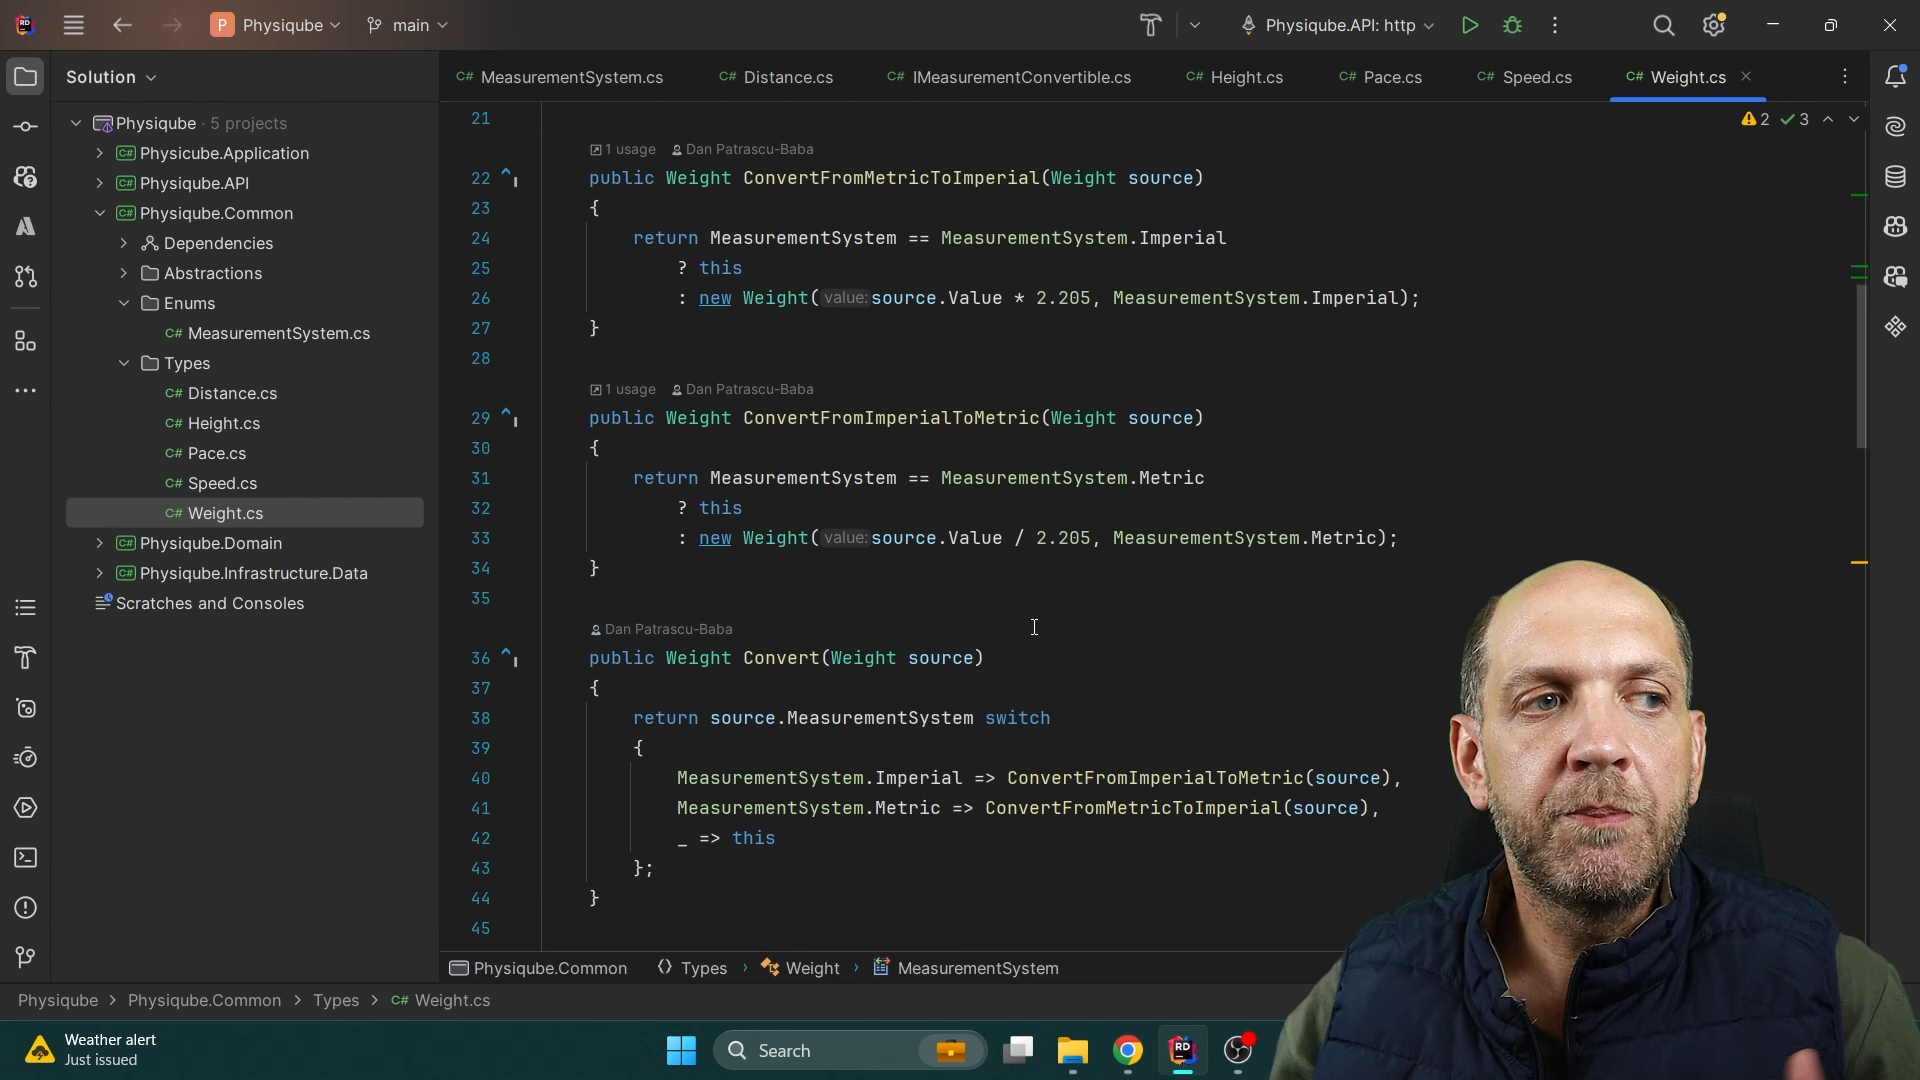 RD
P Physiqube
main
Physiqube.API: http
Solution
C# MeasurementSystem.cs
C# Distance.cs
C# IMeasurementConvertible.cs
C# Height.cs
C# Pace.cs
C# Speed.cs
C# Weight.cs
Physiqube · 5 projects
C# Physicube.Application
C# Physiqube.API
C# Physiqube.Common
Dependencies
Abstractions
Enums
C# MeasurementSystem.cs
Types
C# Distance.cs
C# Height.cs
C# Pace.cs
C# Speed.cs
C# Weight.cs
C# Physiqube.Domain
C# Physiqube.Infrastructure.Data
Scratches and Consoles
2 3
21
1 usage Dan Patrascu-Baba
22 public Weight ConvertFromMetricToImperial(Weight source)
23 {
24 return MeasurementSystem == MeasurementSystem.Imperial
25 ? this
26 : new Weight( value: source.Value * 2.205, MeasurementSystem.Imperial);
27 }
28
1 usage Dan Patrascu-Baba
29 public Weight ConvertFromImperialToMetric(Weight source)
30 {
31 return MeasurementSystem == MeasurementSystem.Metric
32 ? this
33 : new Weight( value: source.Value / 2.205, MeasurementSystem.Metric);
34 }
35
Dan Patrascu-Baba
36 public Weight Convert(Weight source)
37 {
38 return source.MeasurementSystem switch
39 {
40 MeasurementSystem.Imperial => ConvertFromImperialToMetric(source),
41 MeasurementSystem.Metric => ConvertFromMetricToImperial(source),
42 _ => this
43 };
44 }
45
Physiqube.Common Types › Weight › MeasurementSystem
Physiqube > Physiqube.Common > Types > C# Weight.cs
Weather alert
Just issued
Search
RD